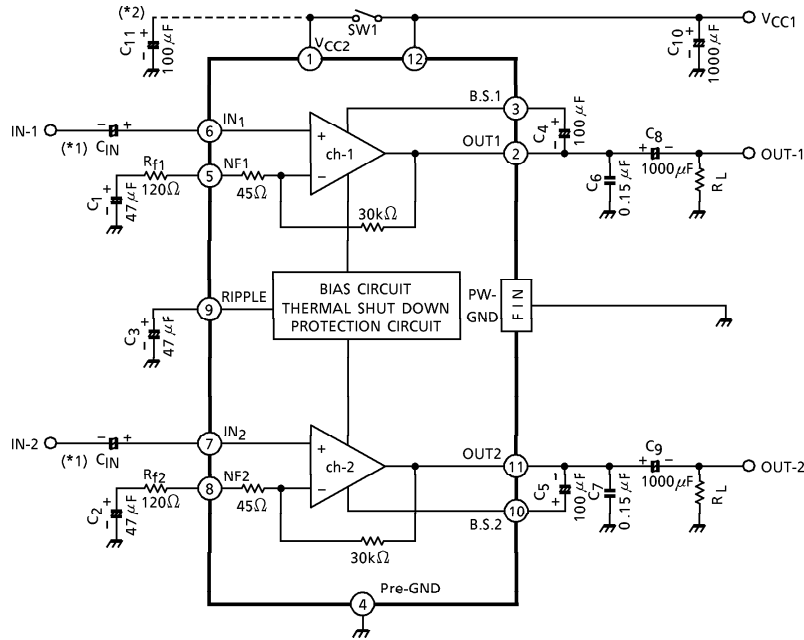 (*2)
C11
100μF
SW1
VCC2
1
12
C10
1000μF
VCC1
B.S.1
3
IN-1
(*1)
CIN
6
IN1
ch-1
OUT1
2
C4
100μF
C8
1000μF
C6
0.15μF
RL
OUT-1
C1
47μF
Rf1
120Ω
5
NF1
45Ω
30kΩ
C3
47μF
9
RIPPLE
BIAS CIRCUIT
THERMAL SHUT DOWN
PROTECTION CIRCUIT
PW-
GND
FIN
IN-2
(*1)
CIN
7
IN2
ch-2
OUT2
11
C9
1000μF
OUT-2
C2
47μF
Rf2
120Ω
8
NF2
45Ω
30kΩ
B.S.2
10
C5
100μF
C7
0.15μF
RL
Pre-GND
4